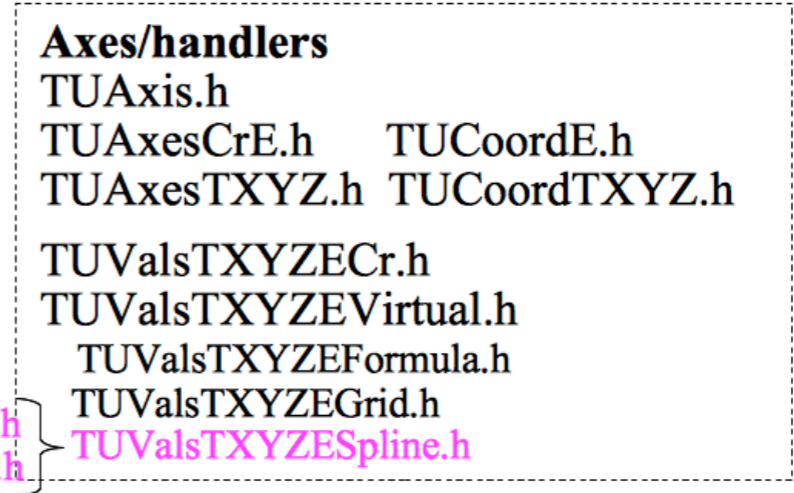 Axes/handlers
TUAxis.h
TUAxesCrE.h TUCoordE.h
TUAxesTXYZ.h TUCoordTXYZ.h
TUValsTXYZECr.h
TUValsTXYZEVirtual.h
TUValsTXYZEFormula.h
TUValsTXYZEGrid.h
h
TUValsTXYZESpline.h
.h